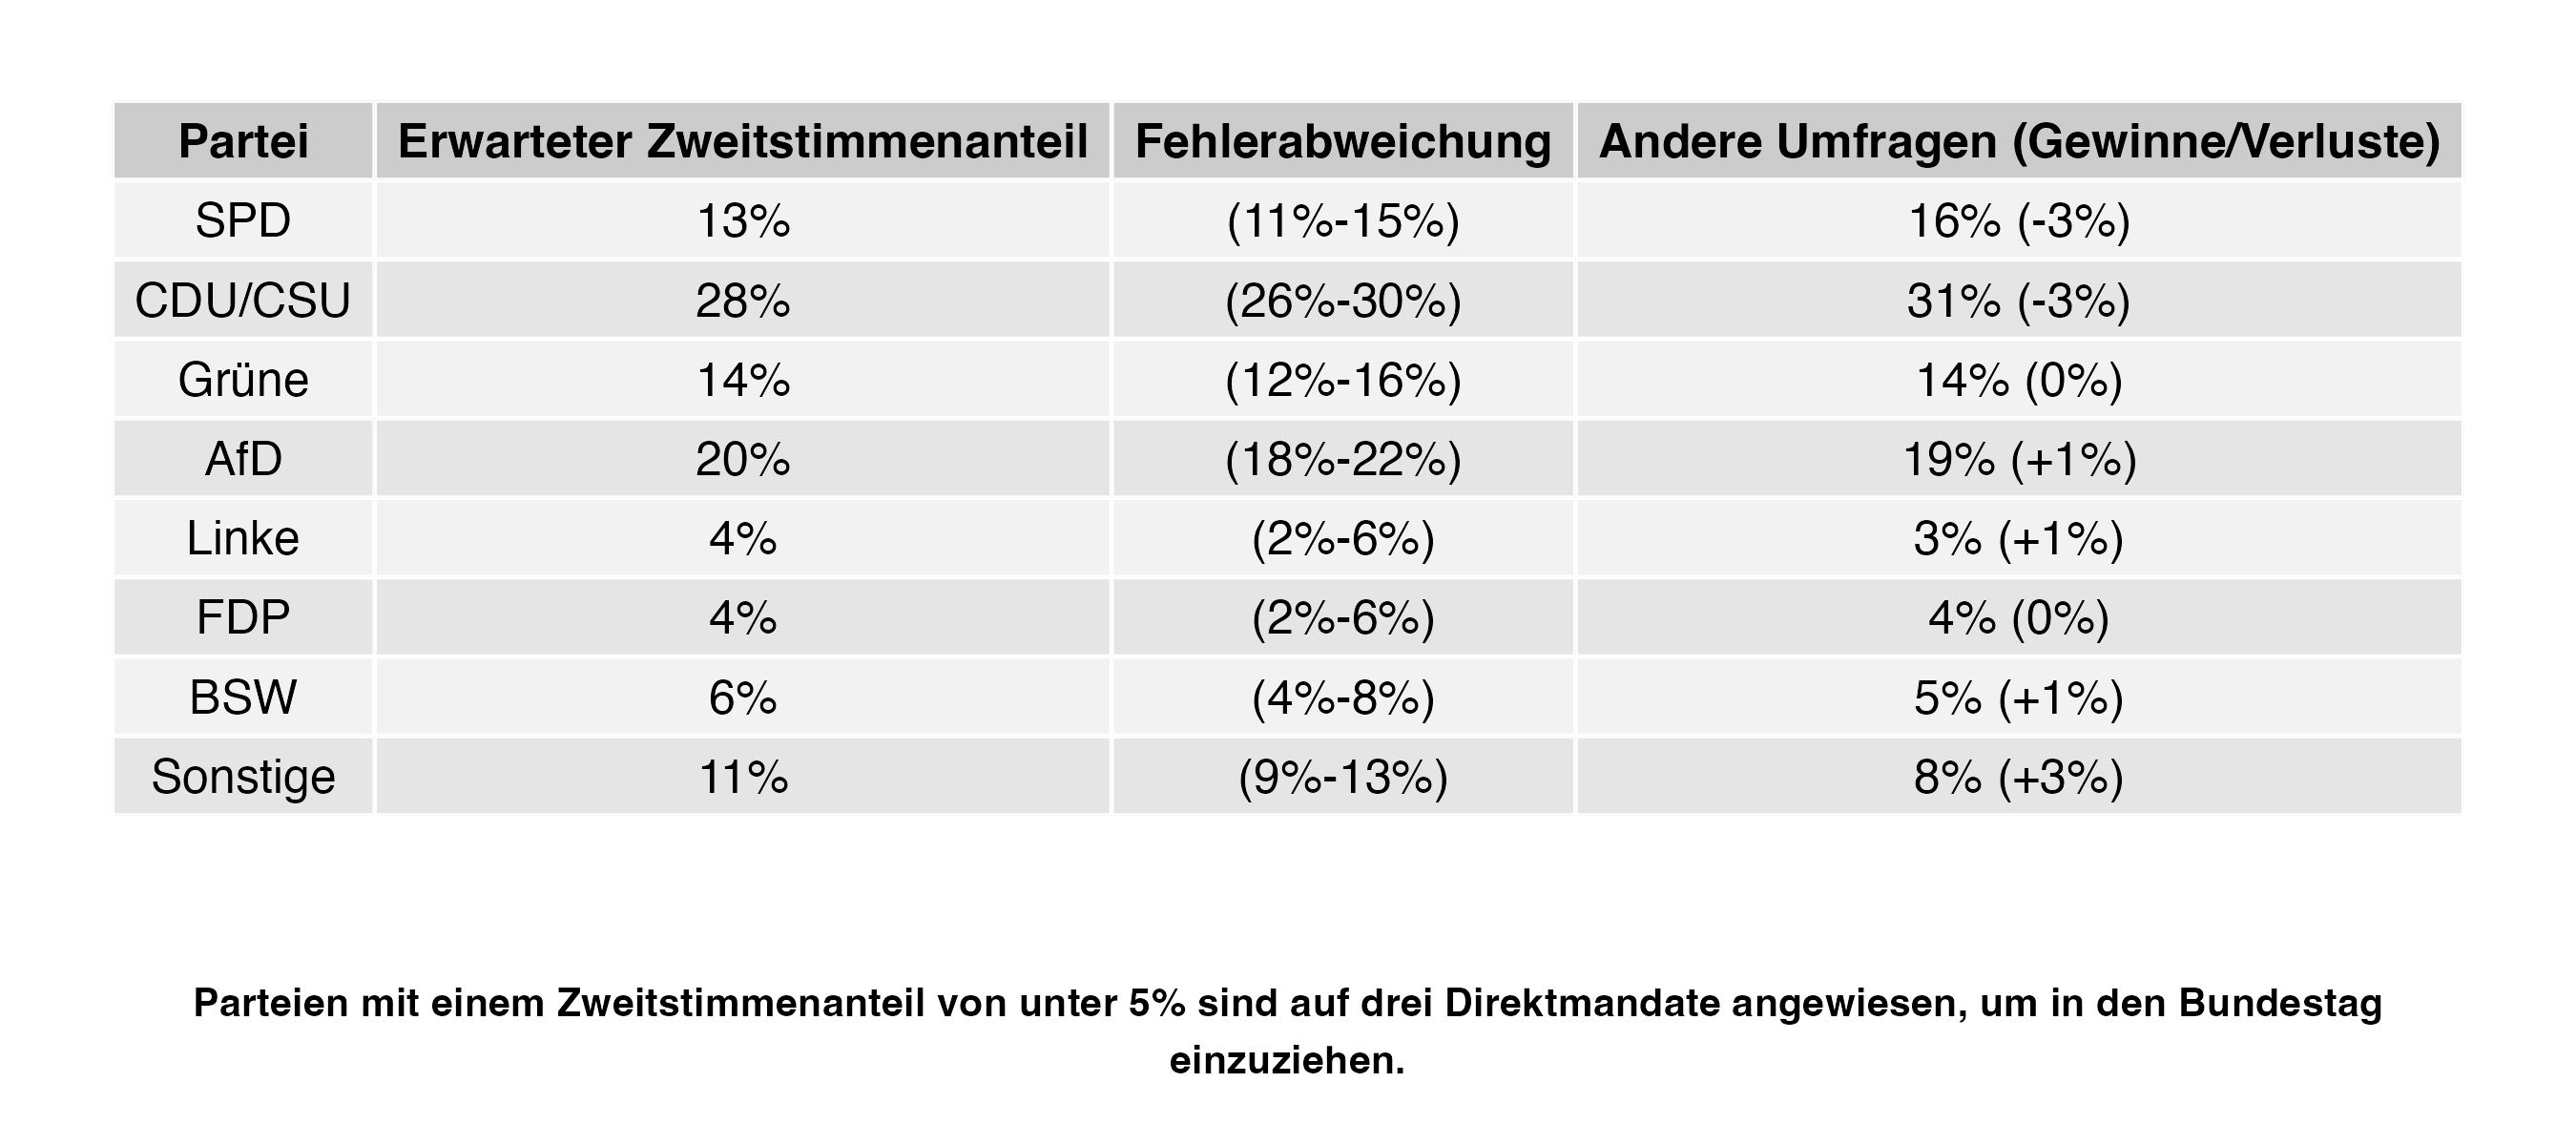 Partei Erwarteter Zweitstimmenanteil Fehlerabweichung Andere Umfragen (Gewinne/Verluste)
SPD 13% (11%-15%) 16% (-3%)
CDU/CSU 28% (26%-30%) 31% (-3%)
Grüne 14% (12%-16%) 14% (0%)
AfD 20% (18%-22%) 19% (+1%)
Linke 4% (2%-6%) 3% (+1%)
FDP 4% (2%-6%) 4% (0%)
BSW 6% (4%-8%) 5% (+1%)
Sonstige 11% (9%-13%) 8% (+3%)
Parteien mit einem Zweitstimmenanteil von unter 5% sind auf drei Direktmandate angewiesen, um in den Bundestag
einzuziehen.